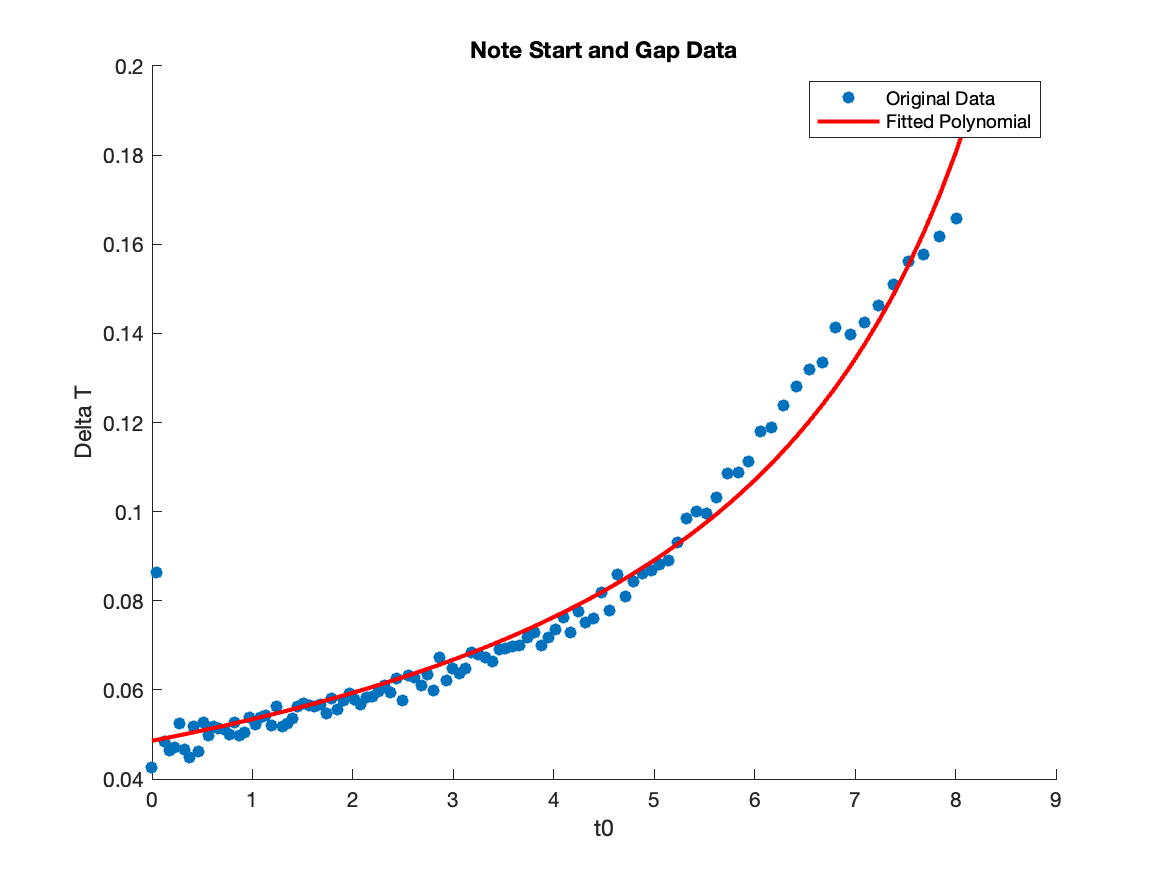 Note Start and Gap Data
0.2
0.18
0.16
0.14
0.12
0.1
0.08
0.06
0.04
Delta T
Original Data
Fitted Polynomial
0 1 2 3 4 5 6 7 8 9
t0